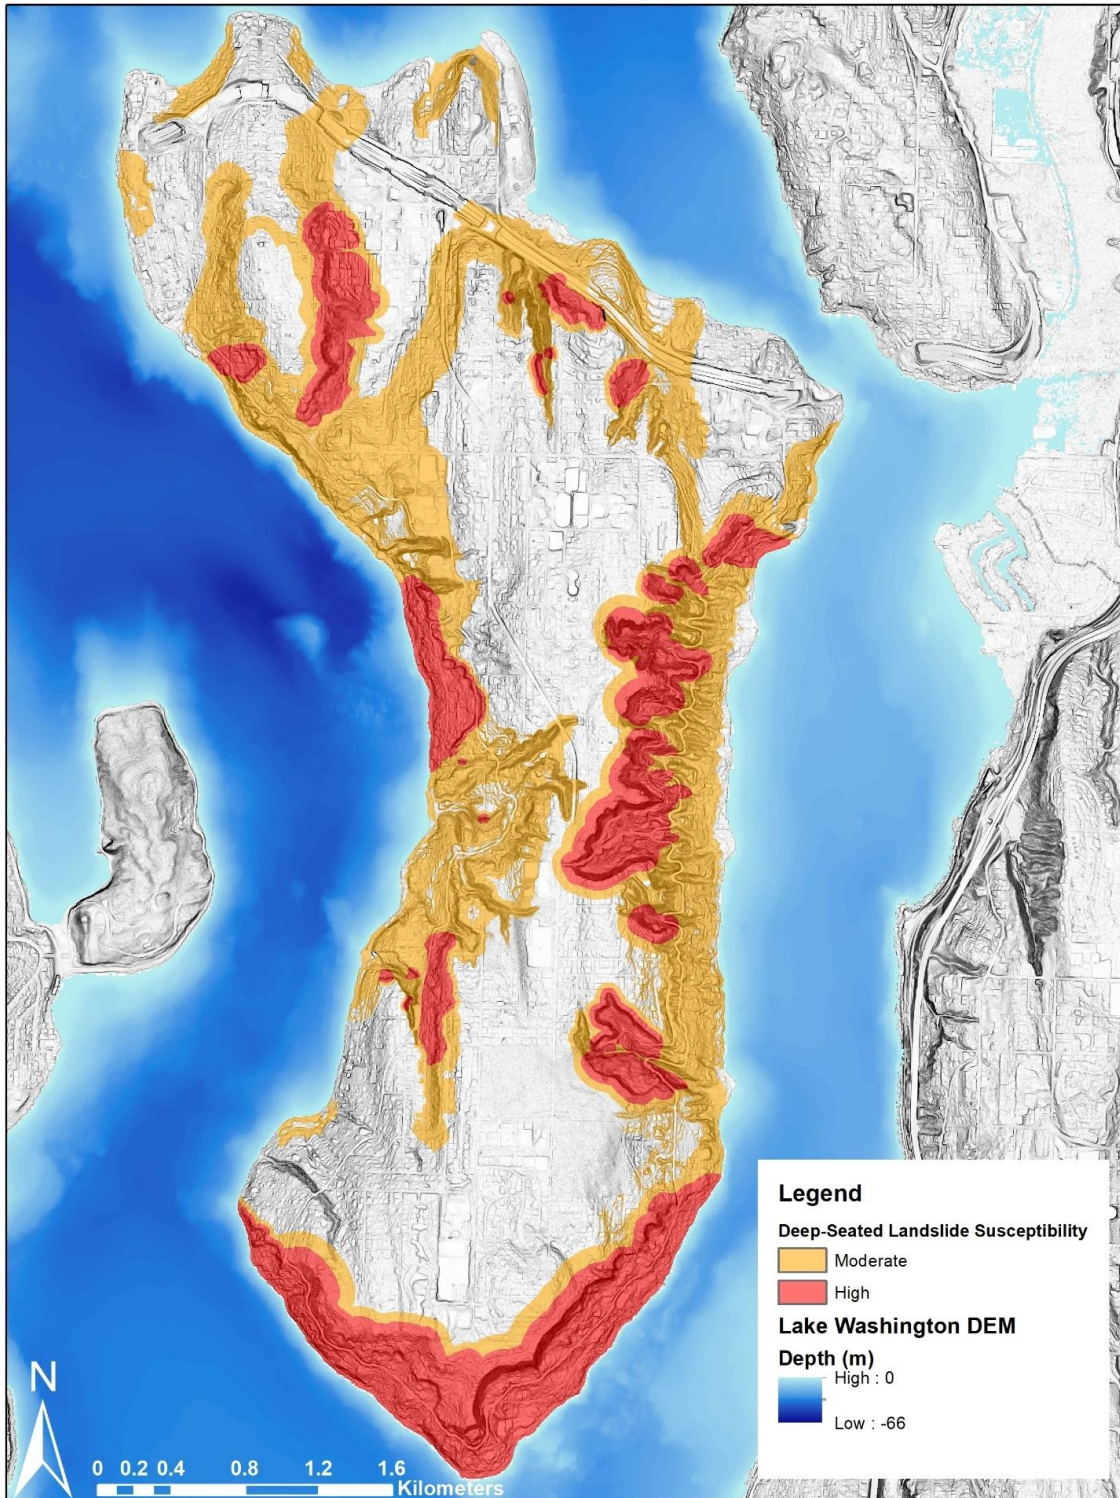 Legend
Deep-Seated Landslide Susceptibility
Moderate
High
Lake Washington DEM
Depth (m)
High : 0
Low : -66
N
0 0.2 0.4 0.8 1.2 1.6
Kilometers